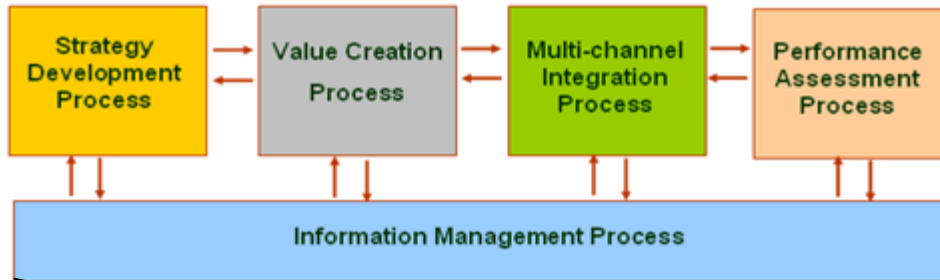 Strategy
Development
Process
Value Creation
Process
Multi-channel
Integration
Process
Performance
Assessment
Process
Information Management Process